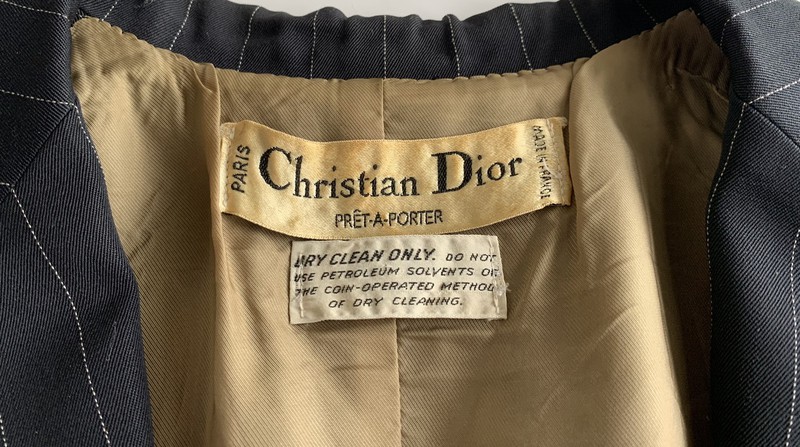 PARIS
Christian Dior
MADE IN FRANCE
PRÊT-A-PORTER
DRY CLEAN ONLY. DO NOT
USE PETROLEUM SOLVENTS OR
THE COIN-OPERATED METHOD
OF DRY CLEANING.